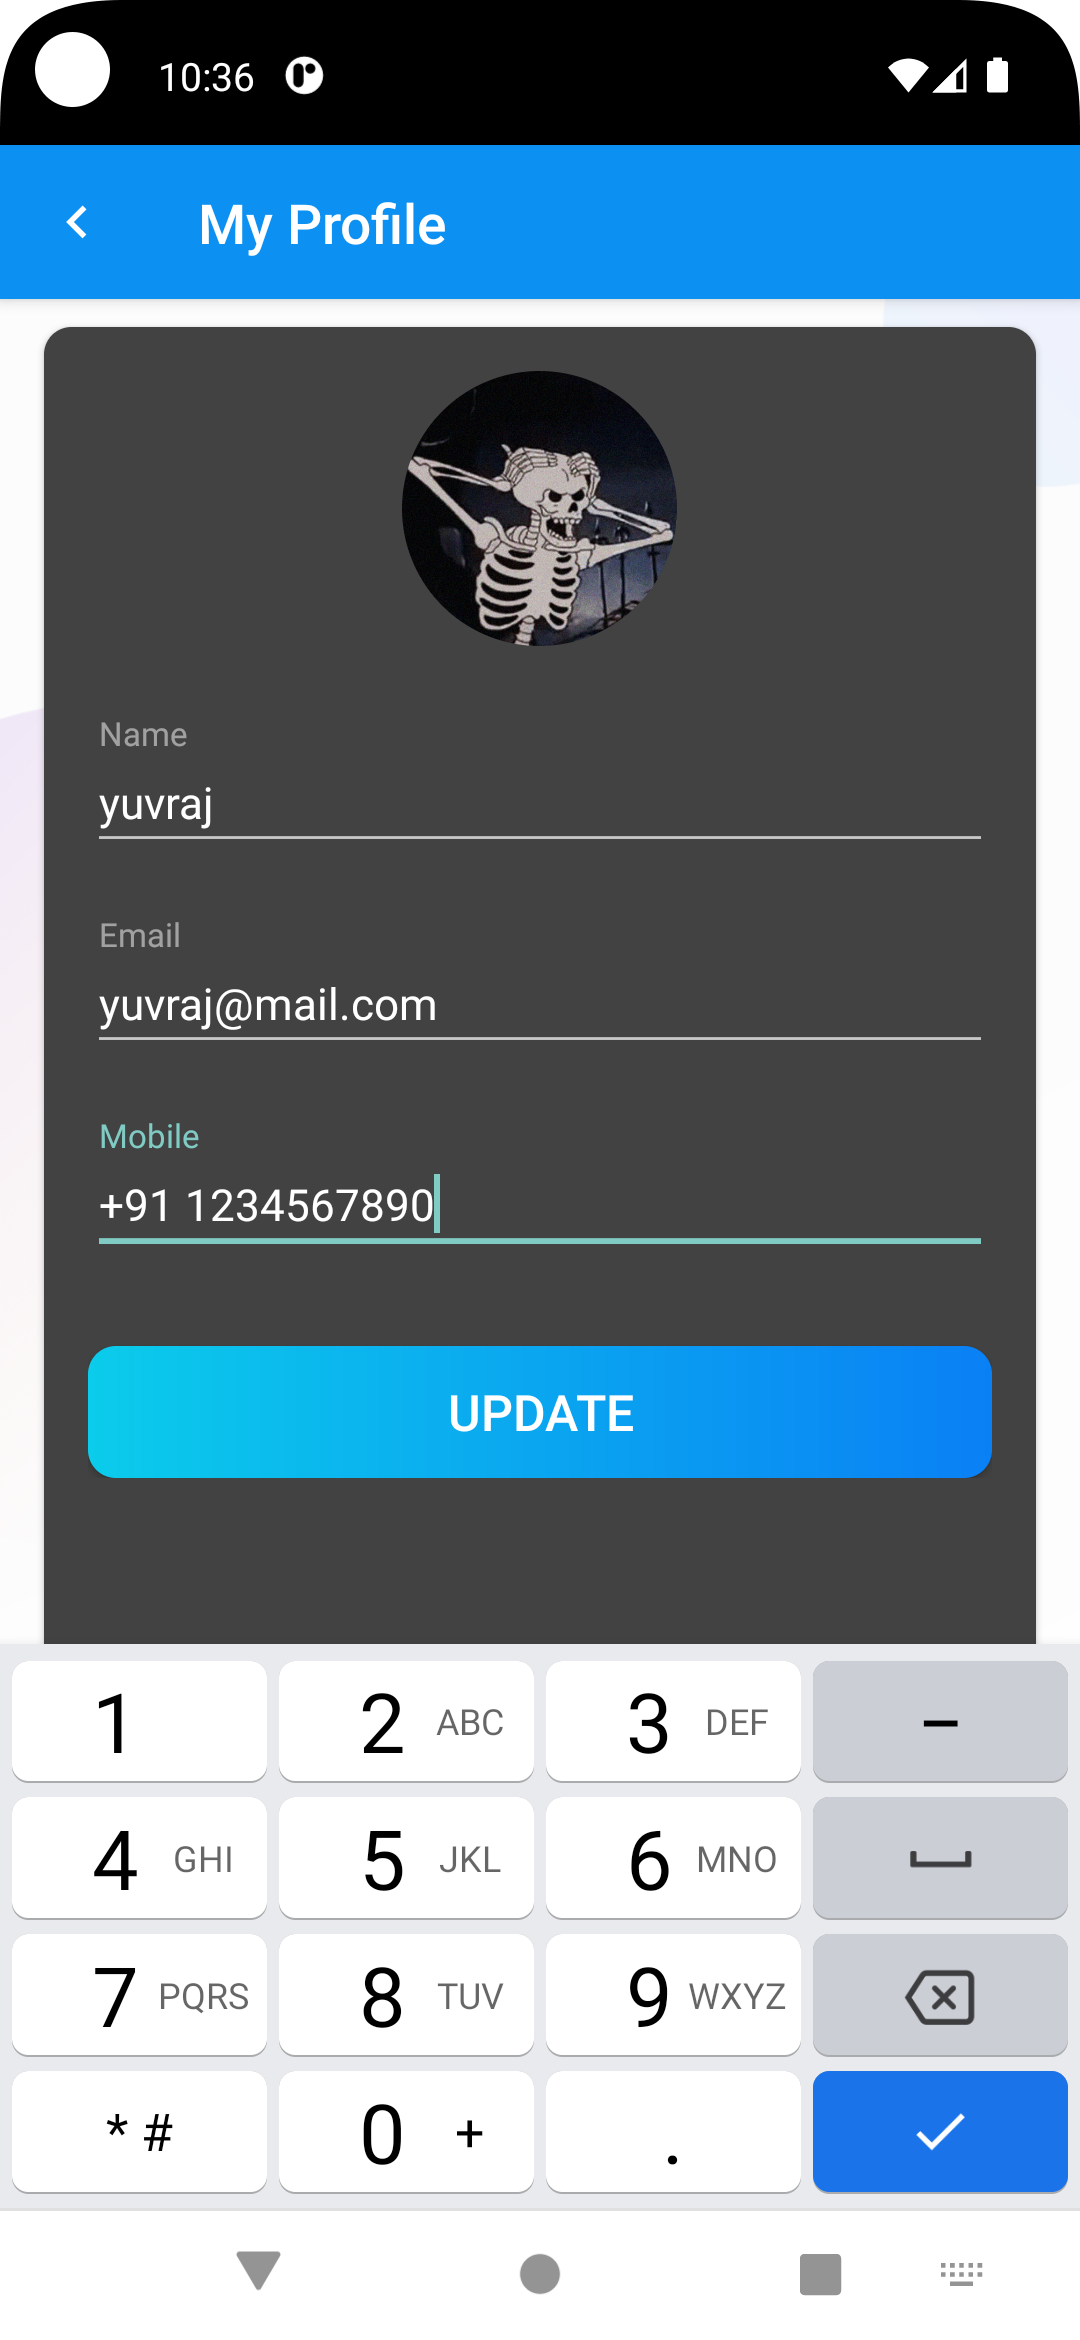 10:36
My Profile
Name
yuvraj
Email
yuvraj@mail.com
Mobile
+91 1234567890
UPDATE
1 2 ABC 3 DEF –
4 GHI 5 JKL 6 MNO
7 PQRS 8 TUV 9 WXYZ
* # 0 + .